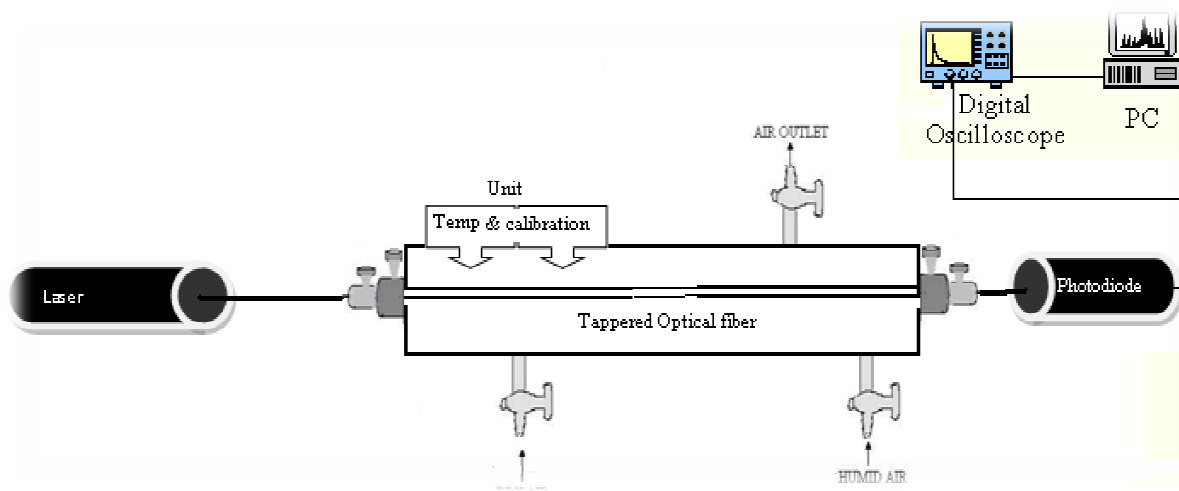 Digital
Oscilloscope
PC
AIR OUTLET
Unit
Temp & calibration
Laser
Photodiode
Tappered Optical fiber
HUMID AIR